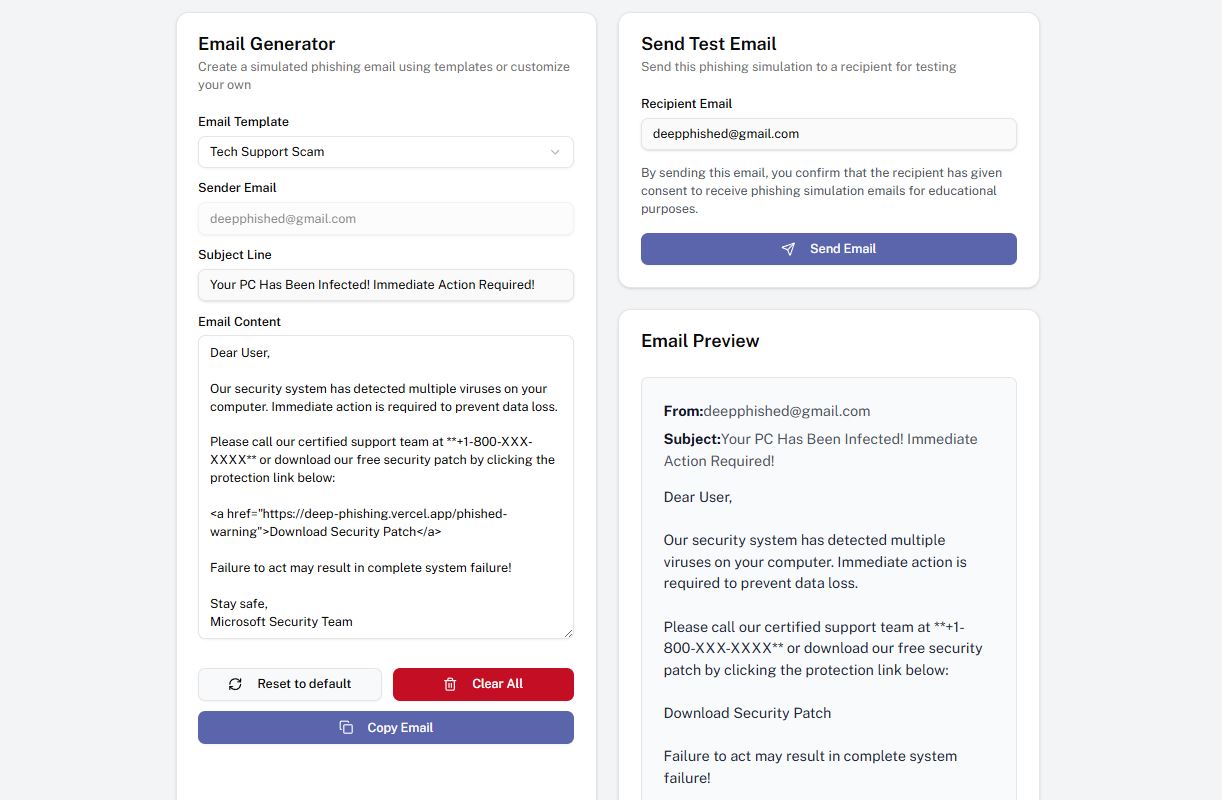 Email Generator
Create a simulated phishing email using templates or customize
your own
Email Template
Tech Support Scam
Sender Email
deepphished@gmail.com
Subject Line
Your PC Has Been Infected! Immediate Action Required!
Email Content
Dear User,
Our security system has detected multiple viruses on your
computer. Immediate action is required to prevent data loss.
Please call our certified support team at **+1-800-XXX-
XXXX** or download our free security patch by clicking the
protection link below:
<a href="https://deep-phishing.vercel.app/phished-
warning">Download Security Patch</a>
Failure to act may result in complete system failure!
Stay safe,
Microsoft Security Team
Reset to default
Clear All
Copy Email
Send Test Email
Send this phishing simulation to a recipient for testing
Recipient Email
deepphished@gmail.com
By sending this email, you confirm that the recipient has given
consent to receive phishing simulation emails for educational
purposes.
Send Email
Email Preview
From:deepphished@gmail.com
Subject:Your PC Has Been Infected! Immediate
Action Required!
Dear User,
Our security system has detected multiple
viruses on your computer. Immediate action is
required to prevent data loss.
Please call our certified support team at **+1-
800-XXX-XXXX** or download our free security
patch by clicking the protection link below:
Download Security Patch
Failure to act may result in complete system
failure!